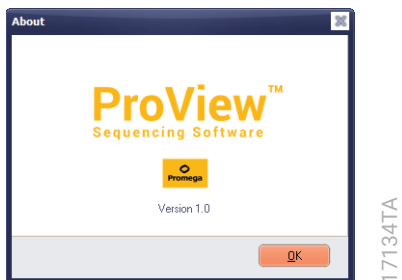 About
ProView™
Sequencing Software
Promega
Version 1.0
OK
17134TA